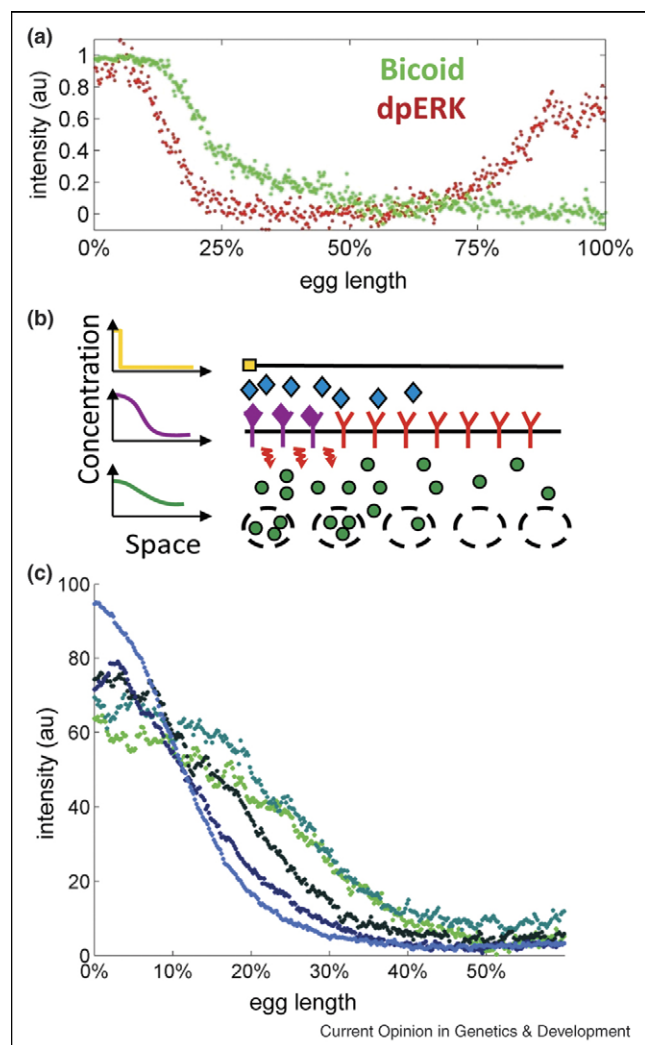 (a)
1
0.8
0.6
0.4
0.2
0
intensity (au)
Bicoid
dpERK
0% 25% 50% 75% 100%
egg length
(b)
Concentration
Space
(c)
100
80
60
40
20
0
intensity (au)
0% 10% 20% 30% 40% 50%
egg length
Current Opinion in Genetics & Development